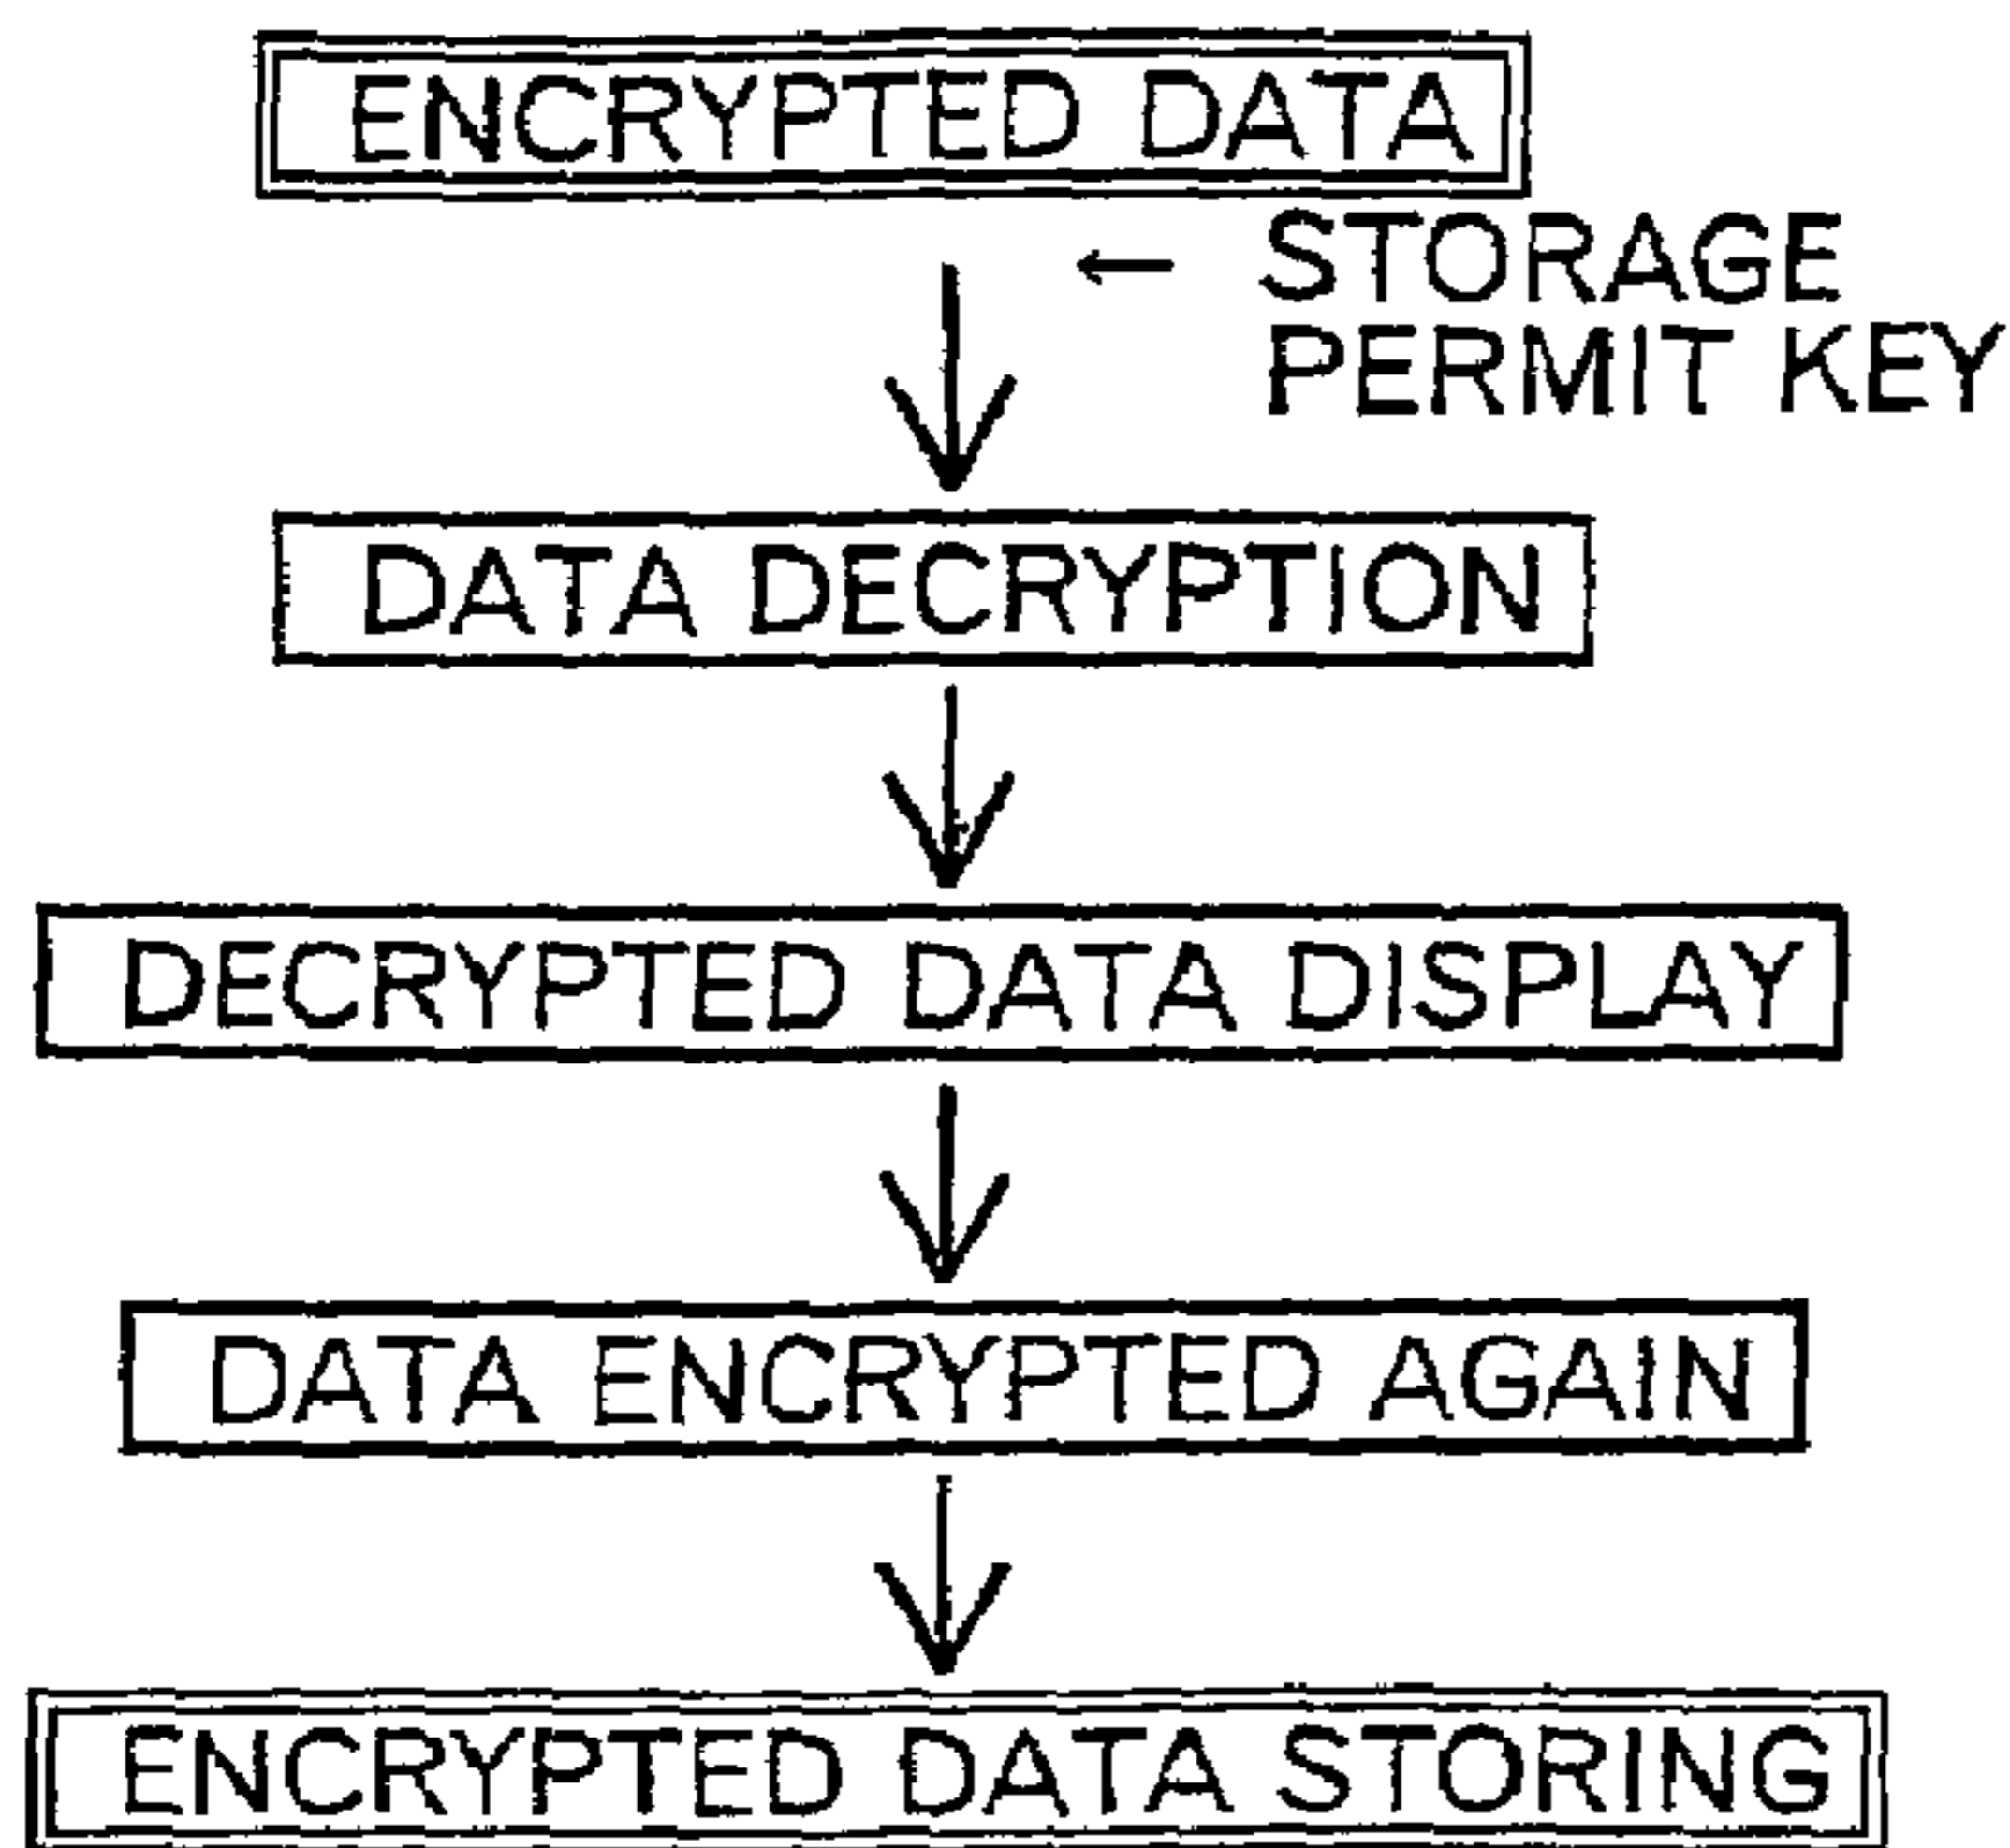 ENCRYPTED DATA
← STORAGE
PERMIT KEY
DATA DECRYPTION
DECRYPTED DATA DISPLAY
DATA ENCRYPTED AGAIN
ENCRYPTED DATA STORING